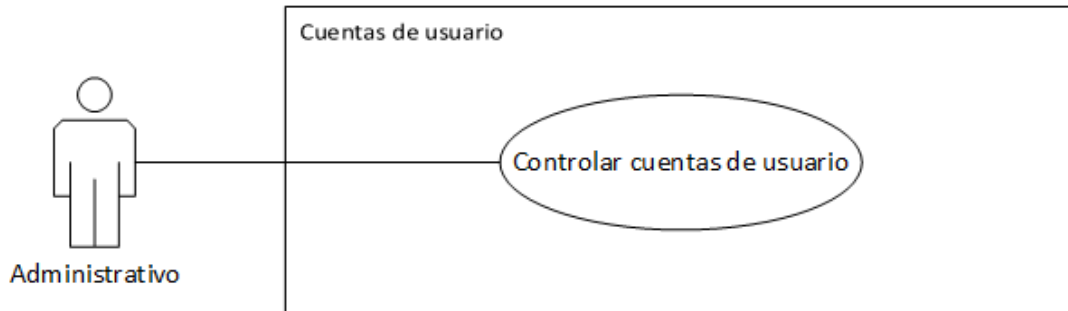 Cuentas de usuario
Controlar cuentas de usuario
Administrativo